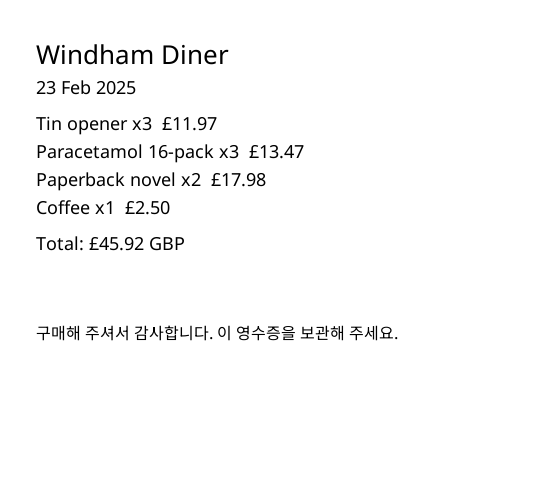 Windham Diner
23 Feb 2025
Tin opener x3  £11.97
Paracetamol 16-pack x3  £13.47
Paperback novel x2  £17.98
Coffee x1  £2.50
Total: £45.92 GBP
구매해 주셔서 감사합니다. 이 영수증을 보관해 주세요.